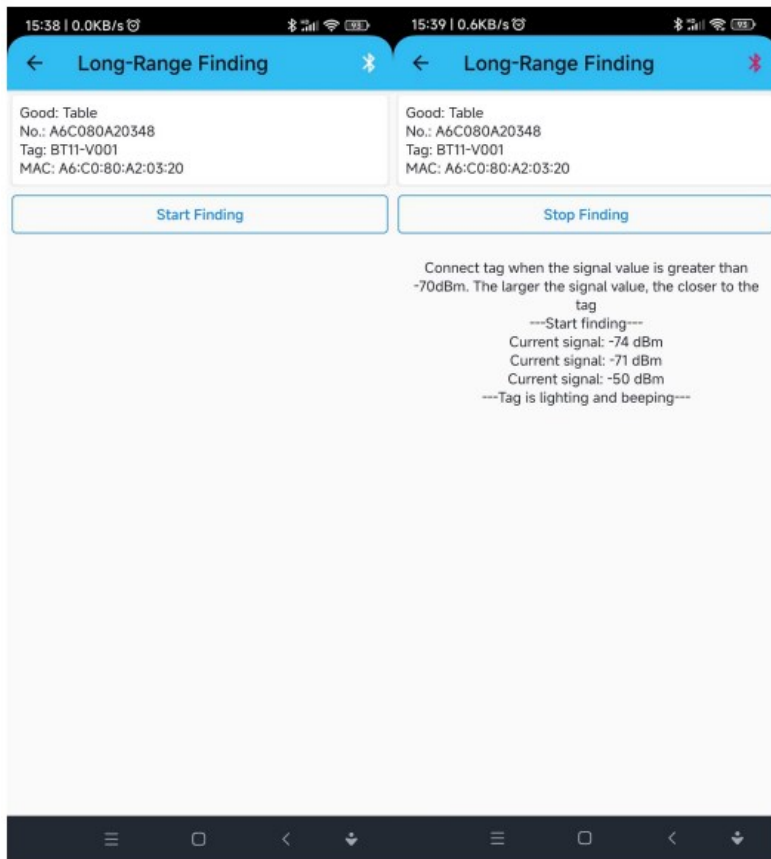 15:38 | 0.0KB/s
93
Long-Range Finding
Good: Table
No.: A6C080A20348
Tag: BT11-V001
MAC: A6:C0:80:A2:03:20
Start Finding
15:39 | 0.6KB/s
93
Long-Range Finding
Good: Table
No.: A6C080A20348
Tag: BT11-V001
MAC: A6:C0:80:A2:03:20
Stop Finding
Connect tag when the signal value is greater than
-70dBm. The larger the signal value, the closer to the
tag
---Start finding---
Current signal: -74 dBm
Current signal: -71 dBm
Current signal: -50 dBm
---Tag is lighting and beeping---